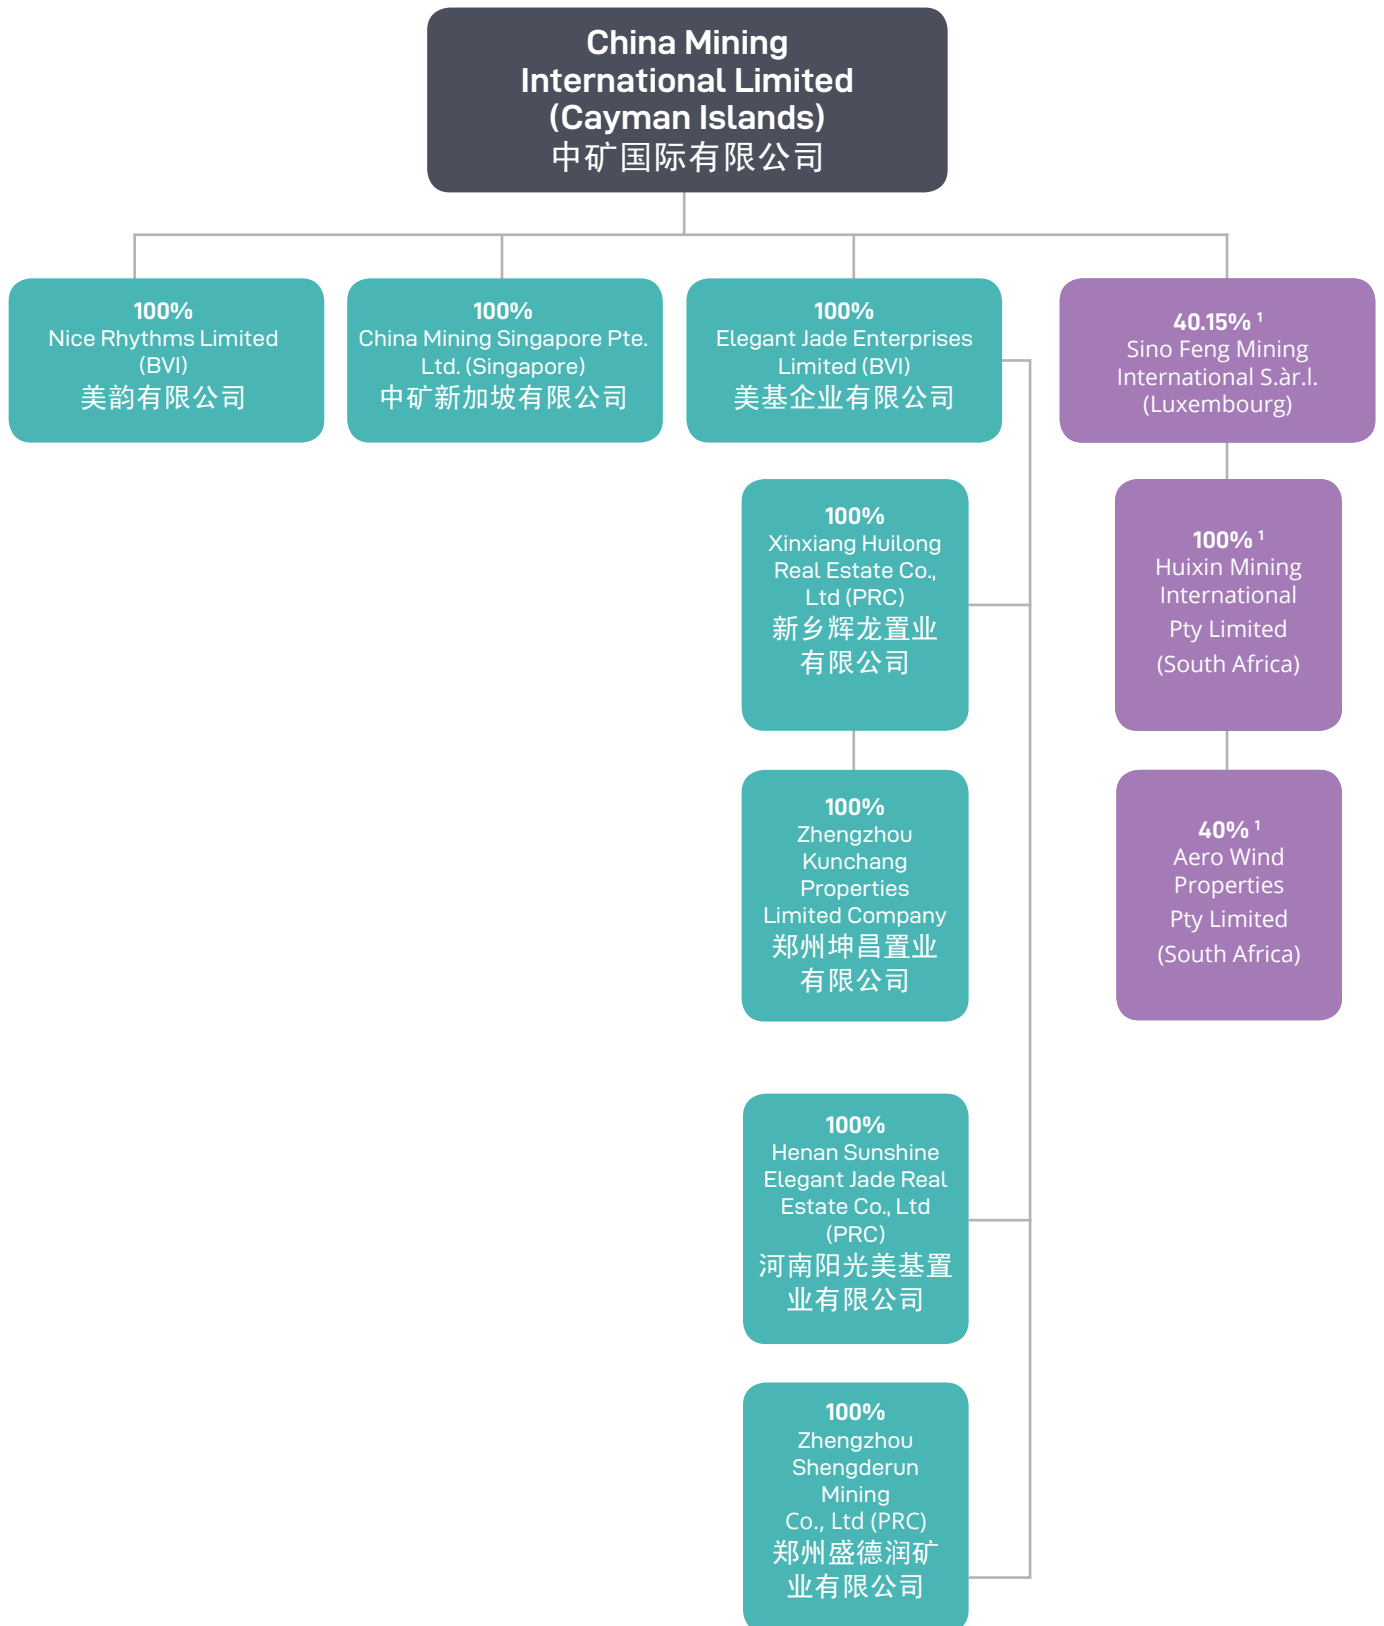 China Mining
International Limited
(Cayman Islands)
中矿国际有限公司
100%
Nice Rhythms Limited
(BVI)
美韵有限公司
100%
China Mining Singapore Pte.
Ltd. (Singapore)
中矿新加坡有限公司
100%
Elegant Jade Enterprises
Limited (BVI)
美基企业有限公司
40.15% ¹
Sino Feng Mining
International S.àr.l.
(Luxembourg)
100%
Xinxiang Huilong
Real Estate Co.,
Ltd (PRC)
新乡辉龙置业
有限公司
100% ¹
Huixin Mining
International
Pty Limited
(South Africa)
100%
Zhengzhou
Kunchang
Properties
Limited Company
郑州坤昌置业
有限公司
40% ¹
Aero Wind
Properties
Pty Limited
(South Africa)
100%
Henan Sunshine
Elegant Jade Real
Estate Co., Ltd
(PRC)
河南阳光美基置
业有限公司
100%
Zhengzhou
Shengderun
Mining
Co., Ltd (PRC)
郑州盛德润矿
业有限公司